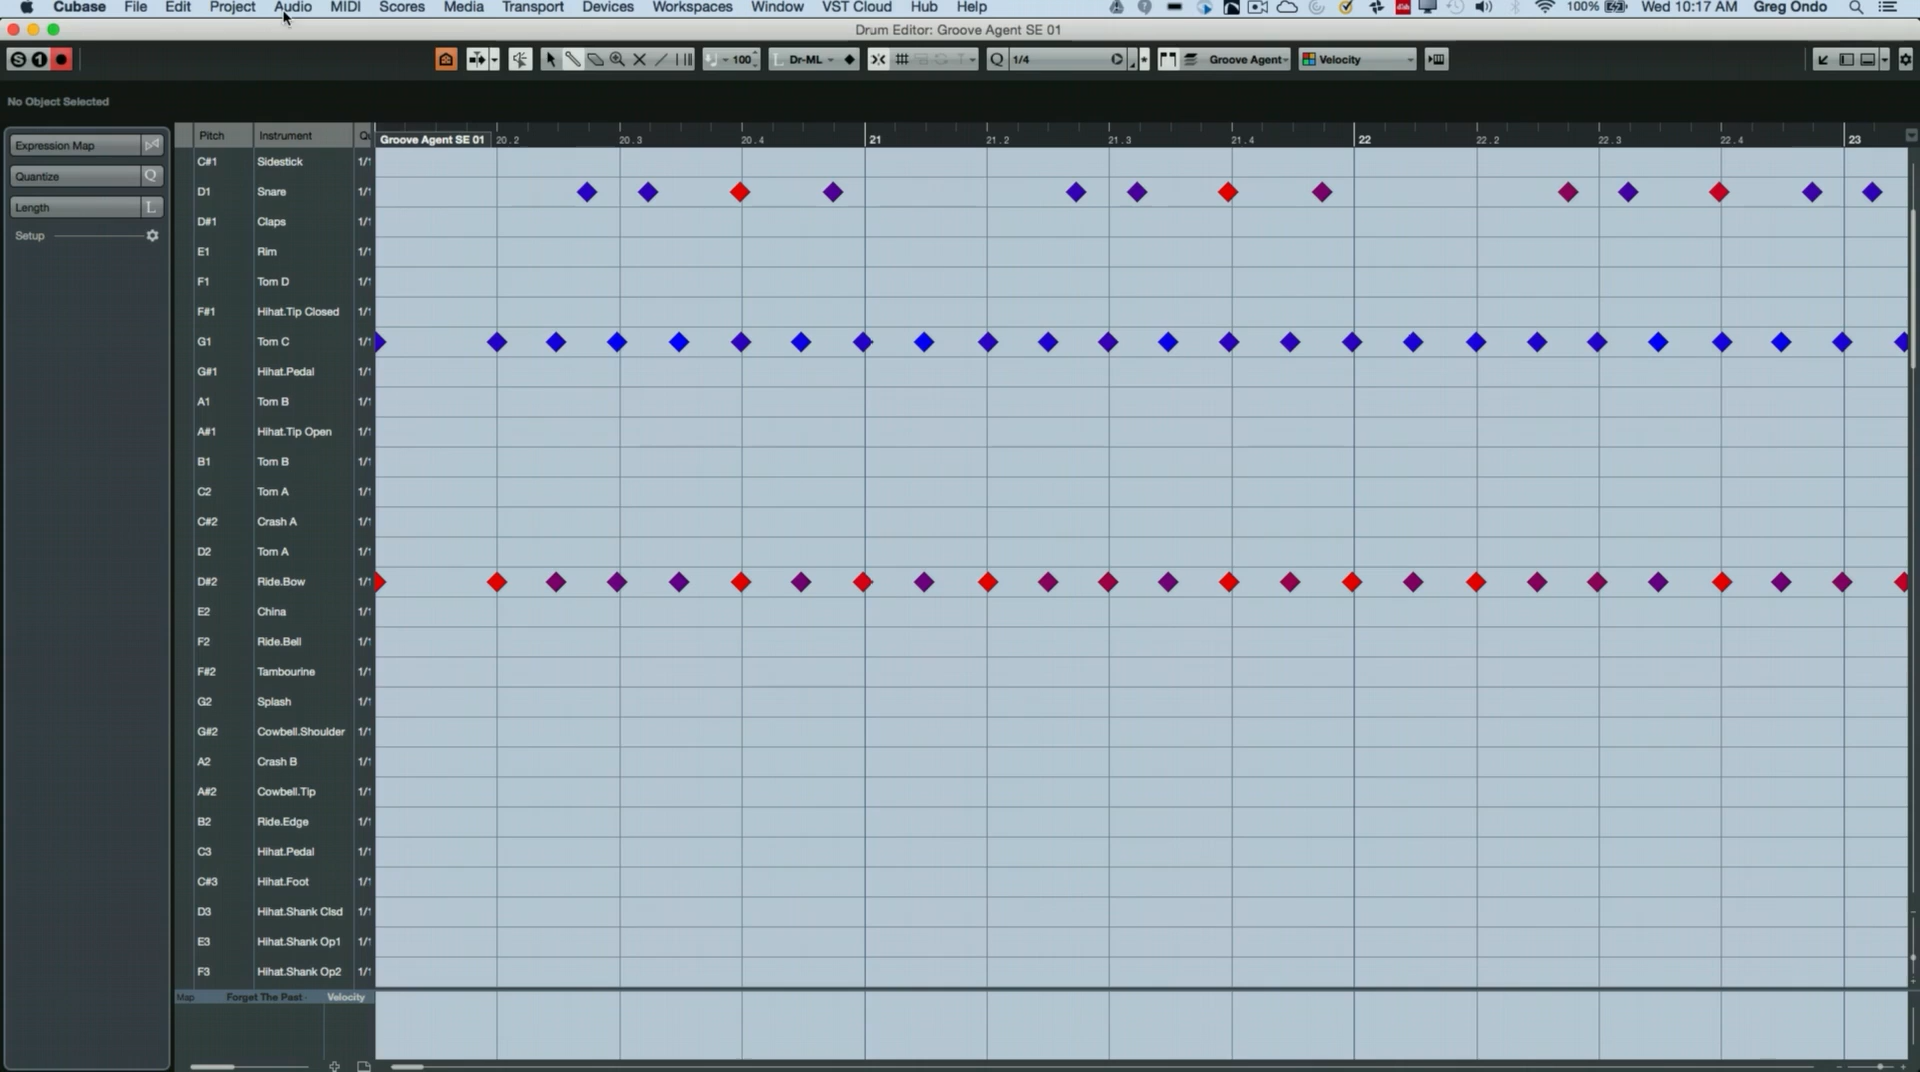 Cubase File Edit Project Audio MIDI Scores Media Transport Devices Workspaces Window VST Cloud Hub Help 100% Wed 10:17 AM Greg Ondo
Drum Editor: Groove Agent SE 01
S 1 100 L Dr-ML Q 1/4 Groove Agent Velocity
No Object Selected
Expression Map
Quantize Q
Length L
Setup
Pitch Instrument
Groove Agent SE 01 20.2 20.3 20.4 21 21.2 21.3 21.4 22 22.2 22.3 22.4 23
C#1 Sidestick
D1 Snare
D#1 Claps
E1 Rim
F1 Tom D
F#1 Hihat.Tip Closed
G1 Tom C
G#1 Hihat.Pedal
A1 Tom B
A#1 Hihat.Tip Open
B1 Tom B
C2 Tom A
C#2 Crash A
D2 Tom A
D#2 Ride.Bow
E2 China
F2 Ride.Bell
F#2 Tambourine
G2 Splash
G#2 Cowbell.Shoulder
A2 Crash B
A#2 Cowbell.Tip
B2 Ride.Edge
C3 Hihat.Pedal
C#3 Hihat.Foot
D3 Hihat.Shank Clsd
E3 Hihat.Shank Op1
F3 Hihat.Shank Op2
Map Forget The Past Velocity